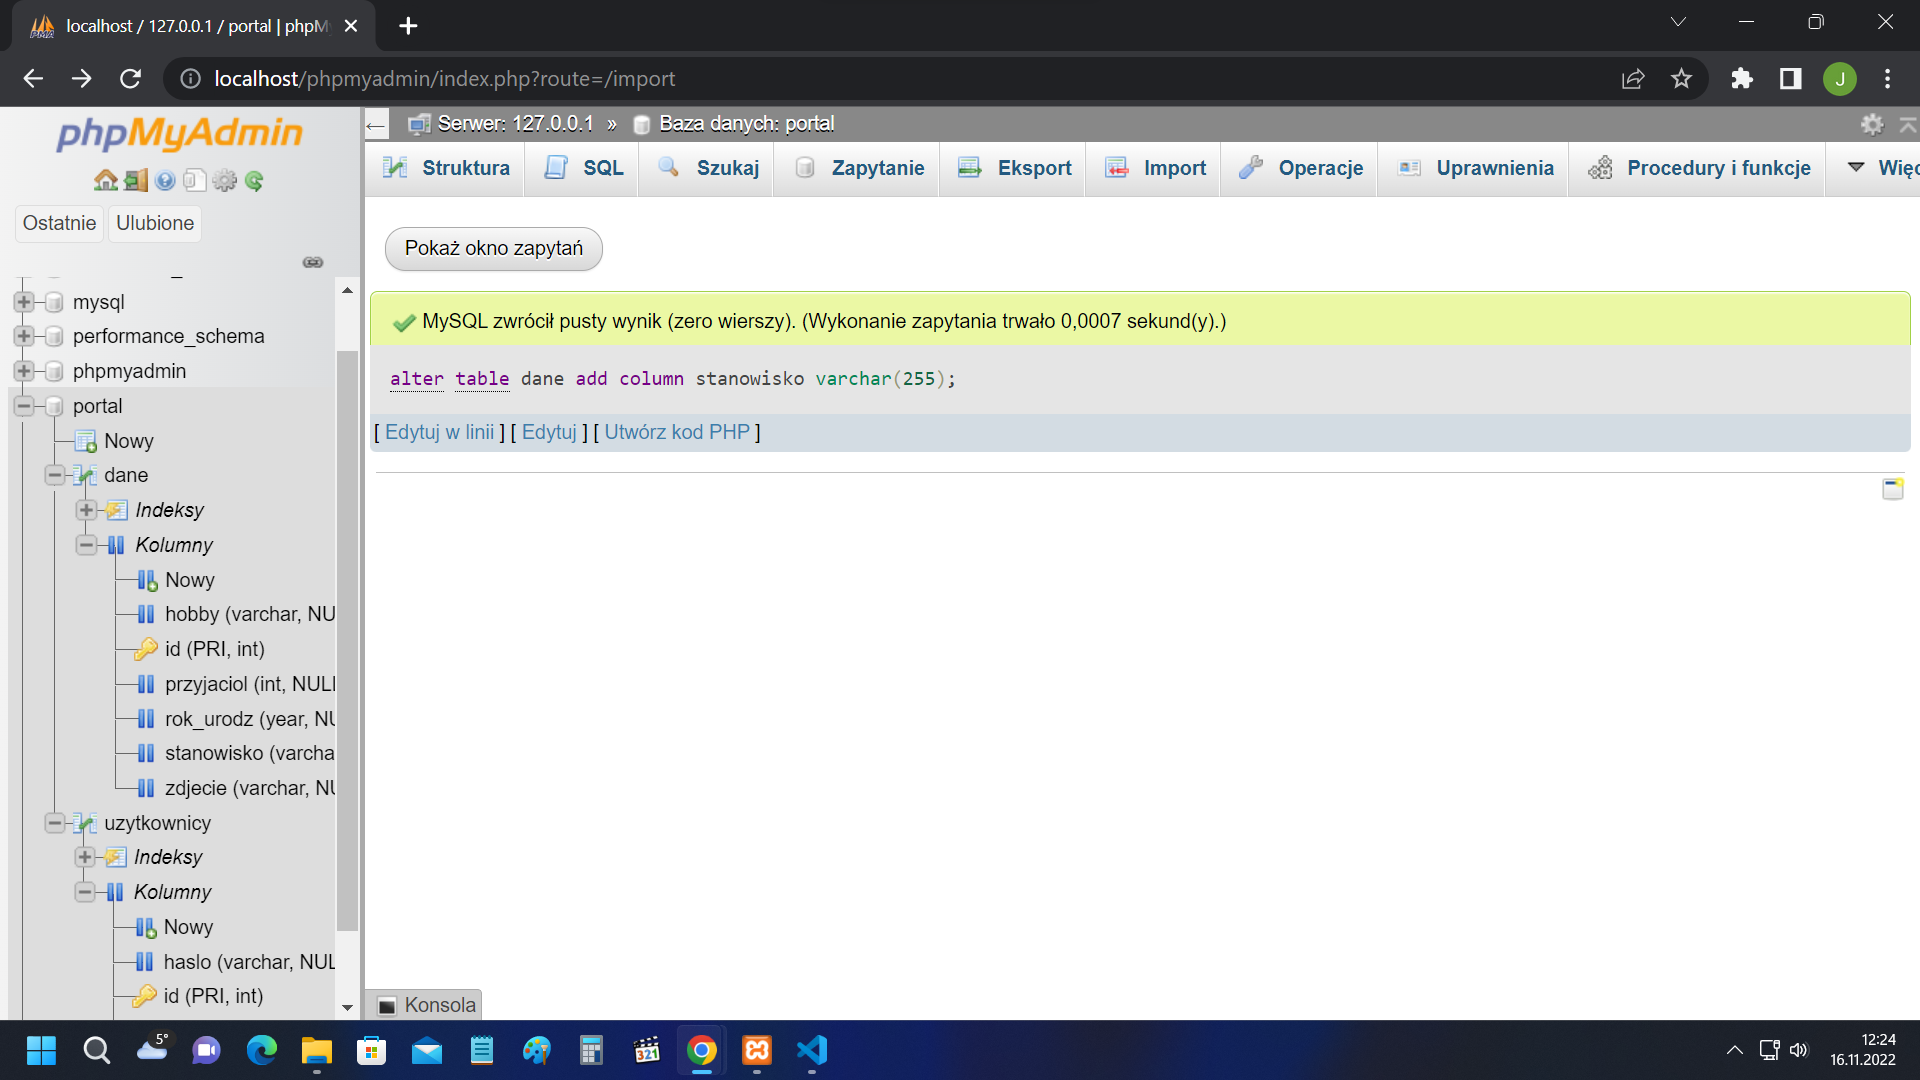 localhost / 127.0.0.1 / portal | phpM
localhost/phpmyadmin/index.php?route=/import
J
phpMyAdmin
Ostatnie
Ulubione
mysql
performance_schema
phpmyadmin
portal
Nowy
dane
Indeksy
Kolumny
Nowy
hobby (varchar, NU
id (PRI, int)
przyjaciol (int, NULL
rok_urodz (year, NU
stanowisko (varcha
zdjecie (varchar, NU
uzytkownicy
Indeksy
Kolumny
Nowy
haslo (varchar, NUL
id (PRI, int)
Serwer: 127.0.0.1 » Baza danych: portal
Struktura
SQL
Szukaj
Zapytanie
Eksport
Import
Operacje
Uprawnienia
Procedury i funkcje
Więc
Pokaż okno zapytań
MySQL zwrócił pusty wynik (zero wierszy). (Wykonanie zapytania trwało 0,0007 sekund(y).)
alter table dane add column stanowisko varchar(255);
[ Edytuj w linii ] [ Edytuj ] [ Utwórz kod PHP ]
Konsola
5°
321
12:24
16.11.2022